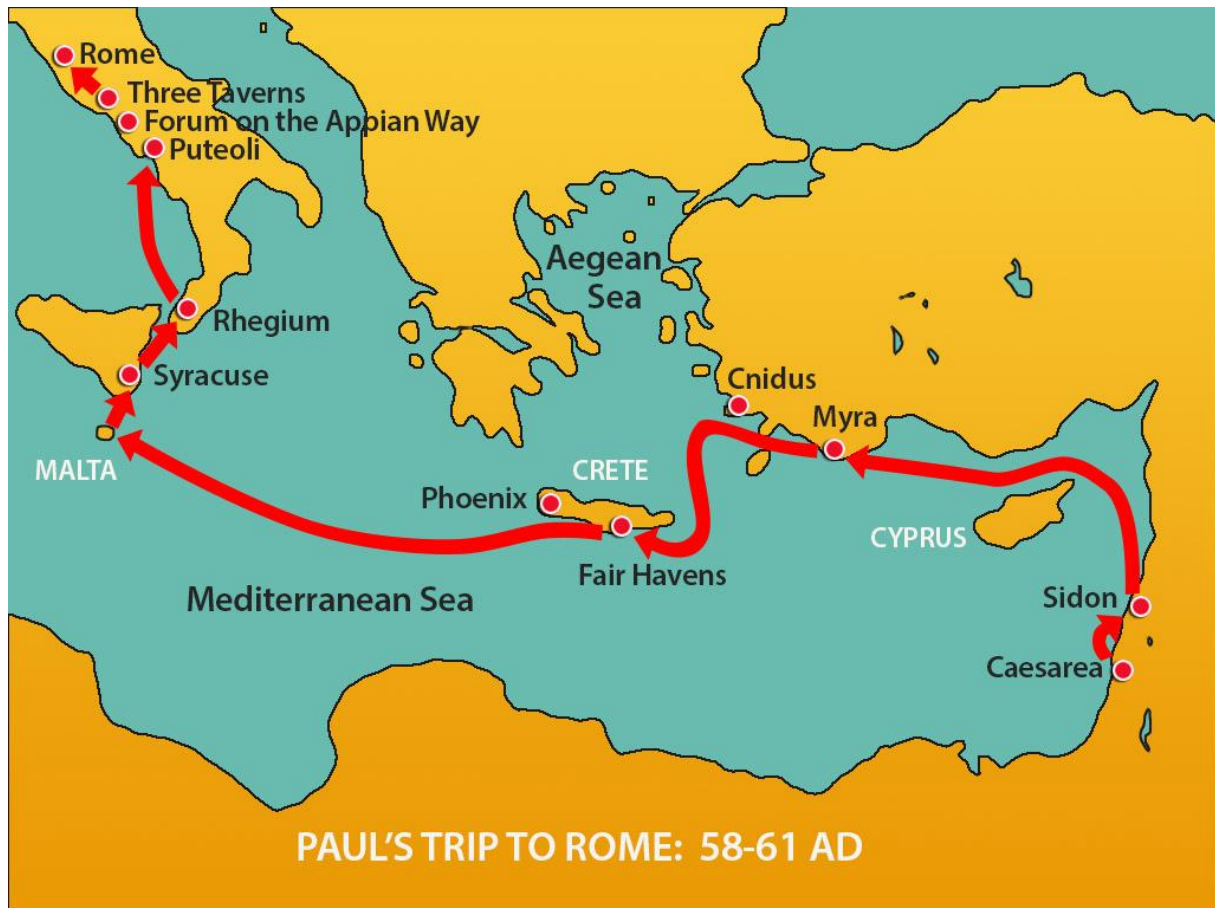 Rome
Three Taverns
Forum on the Appian Way
Puteoli
Aegean
Sea
Rhegium
Syracuse
Cnidus
Myra
MALTA
CRETE
Phoenix
CYPRUS
Fair Havens
Mediterranean Sea
Sidon
Caesarea
PAUL'S TRIP TO ROME: 58-61 AD